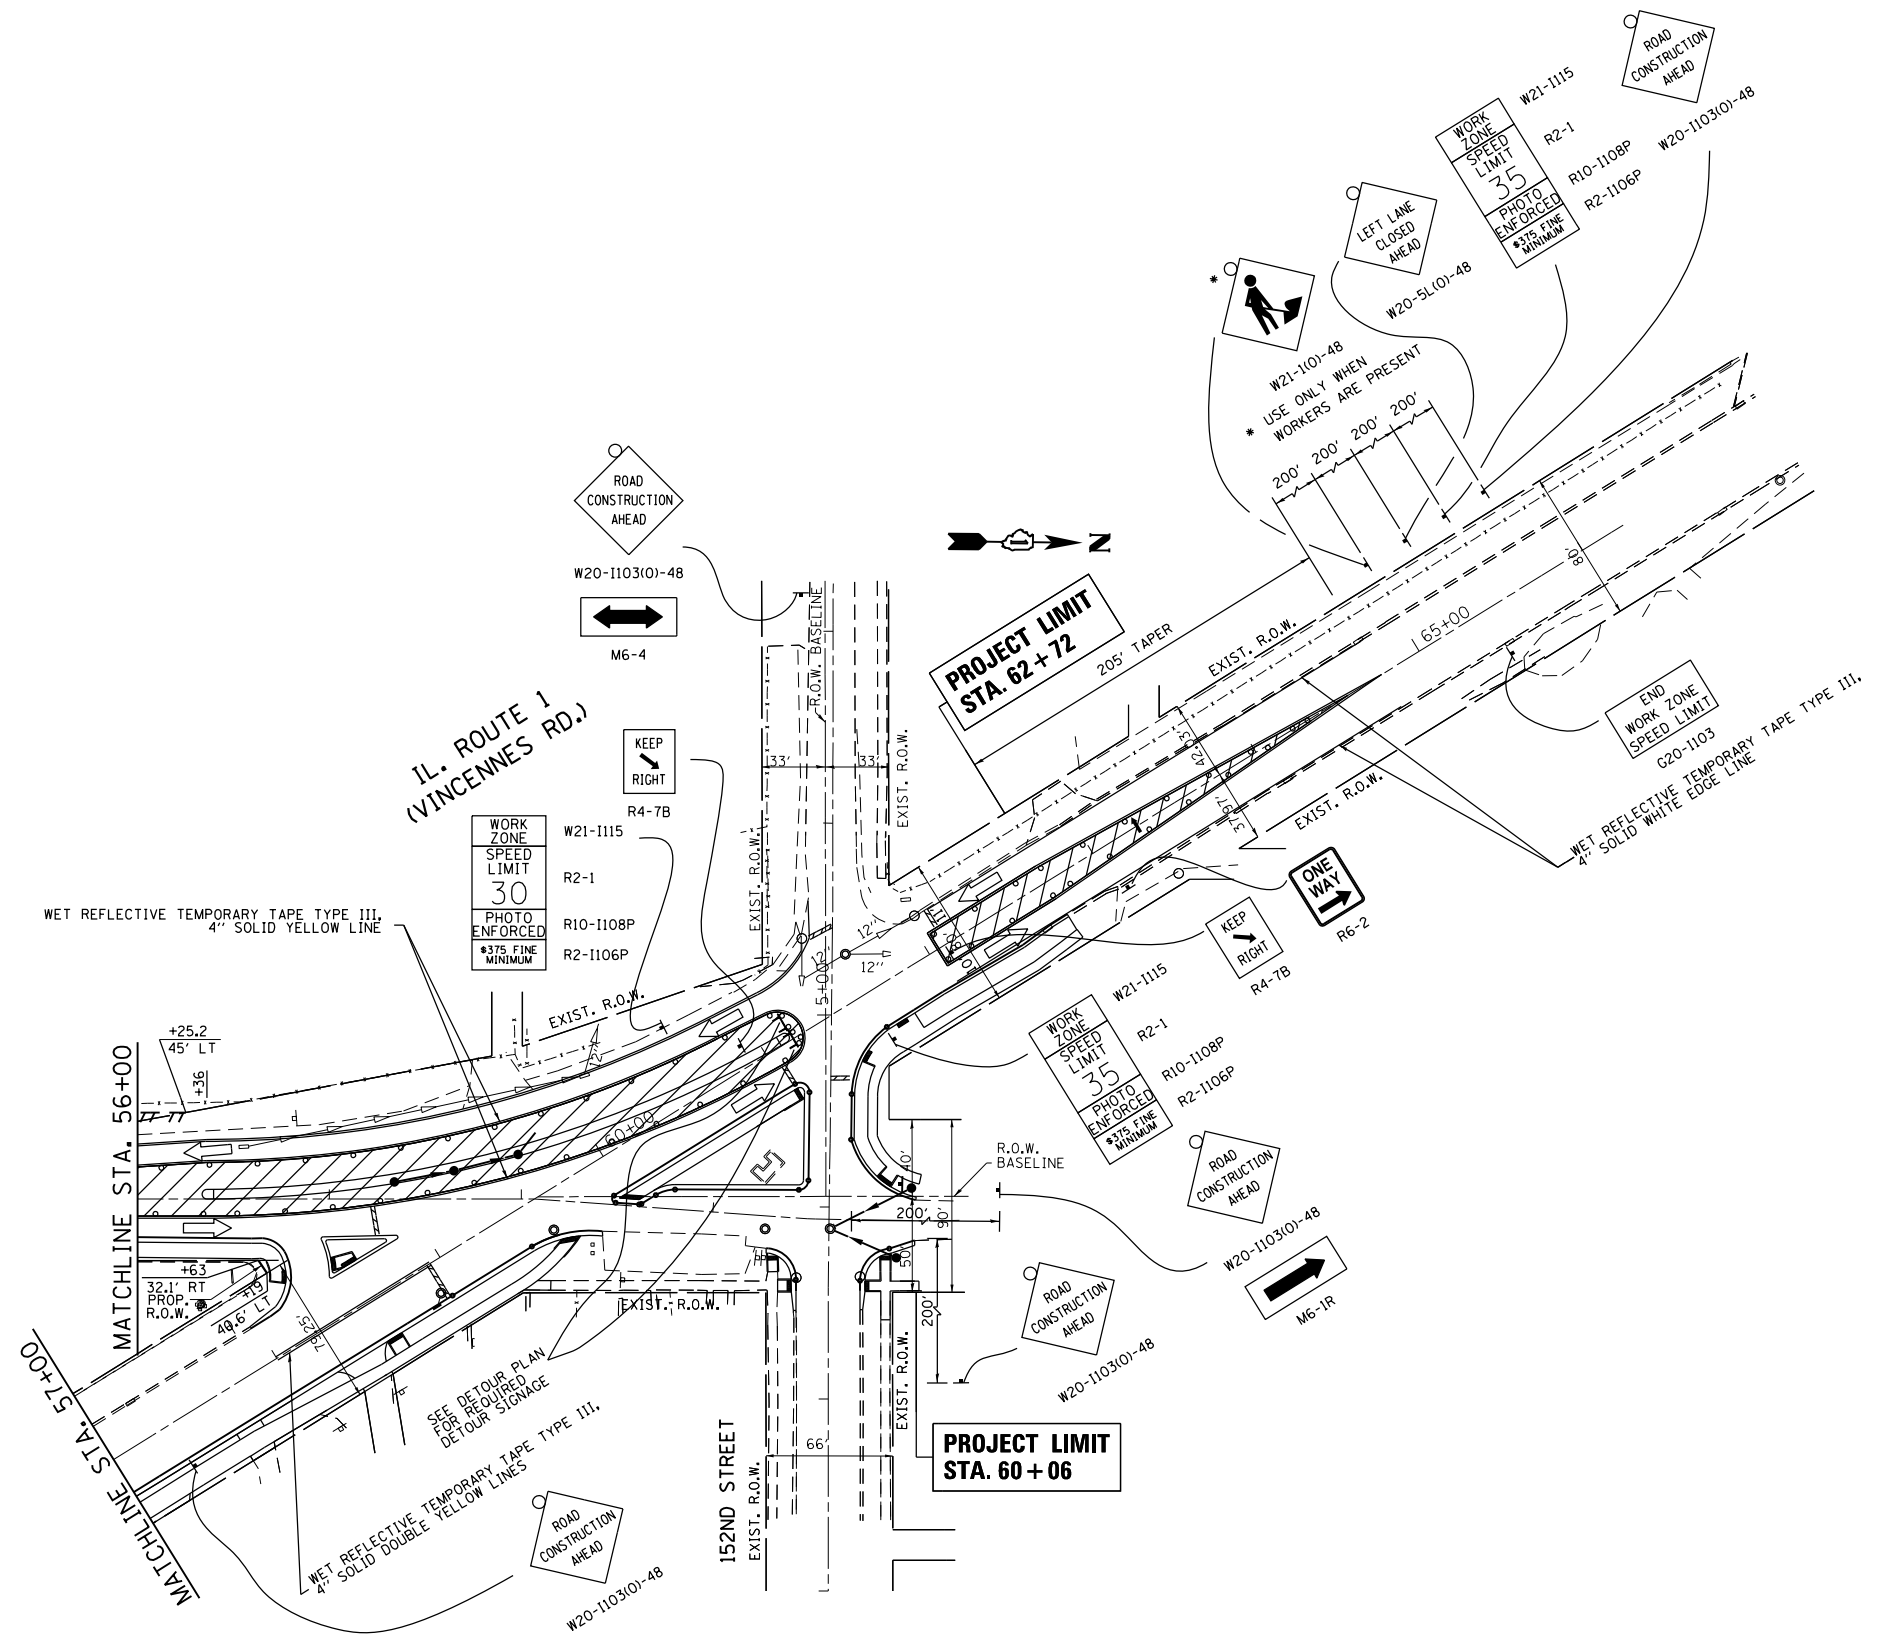 ROAD
CONSTRUCTION
AHEAD
W20-I103(O)-48
WORK
ZONE
SPEED
LIMIT
35
PHOTO
ENFORCED
$375 FINE
MINIMUM
W21-I115
R2-1
R10-I108P
R2-I106P
LEFT LANE
CLOSED
AHEAD
W20-5L(O)-48
*
W21-1(O)-48
* USE ONLY WHEN
WORKERS ARE PRESENT
200'
200'
200'
200'
ROAD
CONSTRUCTION
AHEAD
W20-I103(O)-48
M6-4
N
PROJECT LIMIT
STA. 62+72
205' TAPER
EXIST. R.O.W.
65+00
80'
R.O.W. BASELINE
33'
33'
EXIST. R.O.W.
EXIST. R.O.W.
42.03'
37.97'
EXIST. R.O.W.
END
WORK ZONE
SPEED LIMIT
G20-I103
WET REFLECTIVE TEMPORARY TAPE TYPE III,
4" SOLID WHITE EDGE LINE
IL. ROUTE 1
(VINCENNES RD.)
KEEP
RIGHT
R4-7B
WORK
ZONE
SPEED
LIMIT
30
PHOTO
ENFORCED
$375 FINE
MINIMUM
W21-I115
R2-1
R10-I108P
R2-I106P
WET REFLECTIVE TEMPORARY TAPE TYPE III,
4" SOLID YELLOW LINE
ONE
WAY
R6-2
KEEP
RIGHT
R4-7B
12'
12'
12'
11'
5+00
EXIST. R.O.W.
12'
+25.2
45' LT
+36
MATCHLINE STA. 56+00
60+00
WORK
ZONE
SPEED
LIMIT
35
PHOTO
ENFORCED
$375 FINE
MINIMUM
W21-I115
R2-1
R10-I108P
R2-I106P
R.O.W.
BASELINE
40'
90'
50'
200'
200'
ROAD
CONSTRUCTION
AHEAD
W20-I103(O)-48
M6-1R
ROAD
CONSTRUCTION
AHEAD
W20-I103(O)-48
+63
32.1' RT
PROP.
R.O.W.
+19
40.6' LT
79.25'
EXIST. R.O.W.
MATCHLINE STA. 57+00
SEE DETOUR PLAN
FOR REQUIRED
DETOUR SIGNAGE
WET REFLECTIVE TEMPORARY TAPE TYPE III,
4" SOLID DOUBLE YELLOW LINES
ROAD
CONSTRUCTION
AHEAD
W20-I103(O)-48
152ND STREET
EXIST. R.O.W.
66'
EXIST. R.O.W.
PROJECT LIMIT
STA. 60+06